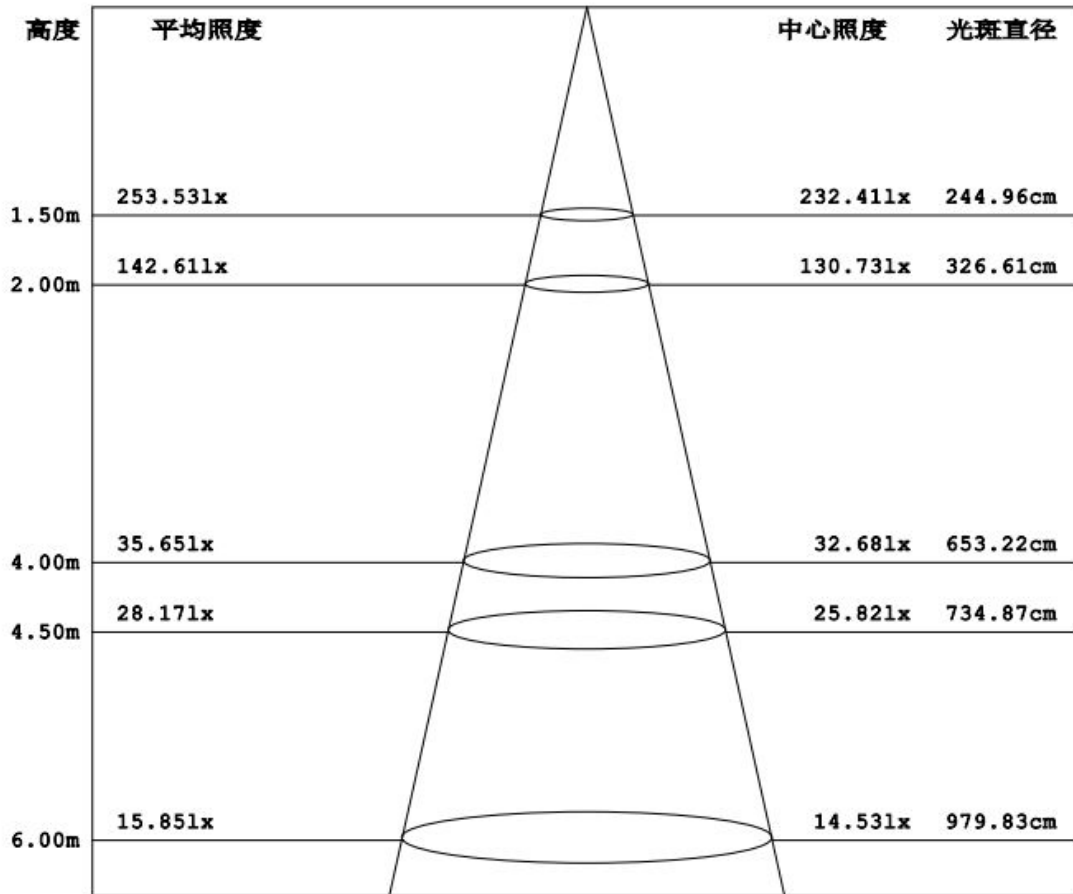 高度 平均照度 中心照度 光斑直径
253.53lx 232.41lx 244.96cm
1.50m
142.61lx 130.73lx 326.61cm
2.00m
35.65lx 32.68lx 653.22cm
4.00m
28.17lx 25.82lx 734.87cm
4.50m
15.85lx 14.53lx 979.83cm
6.00m